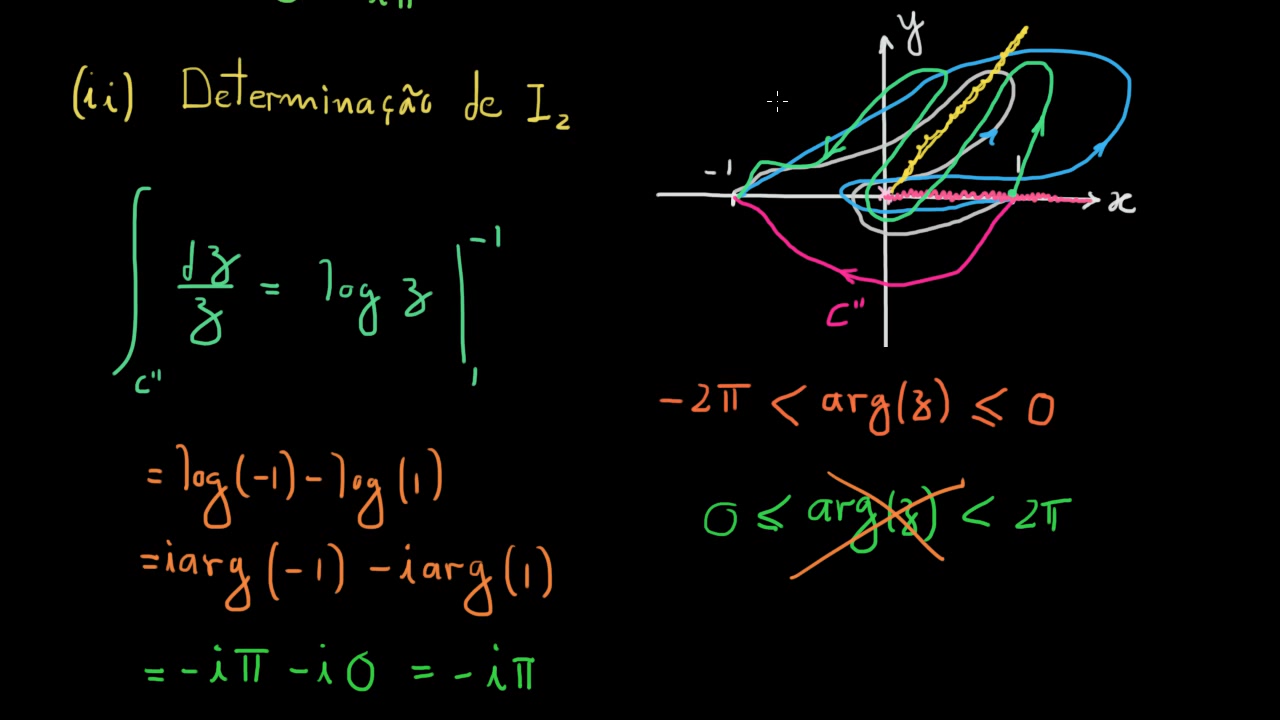 iπ
(ii) Determinação de I₂
∫_{C''} dz/z = log z |_{1}^{-1}
= log(-1) - log(1)
= i arg(-1) - i arg(1)
= -iπ - i0 = -iπ
y
-1
1
x
C''
-2π < arg(z) ≤ 0
0 ≤ arg(z) < 2π